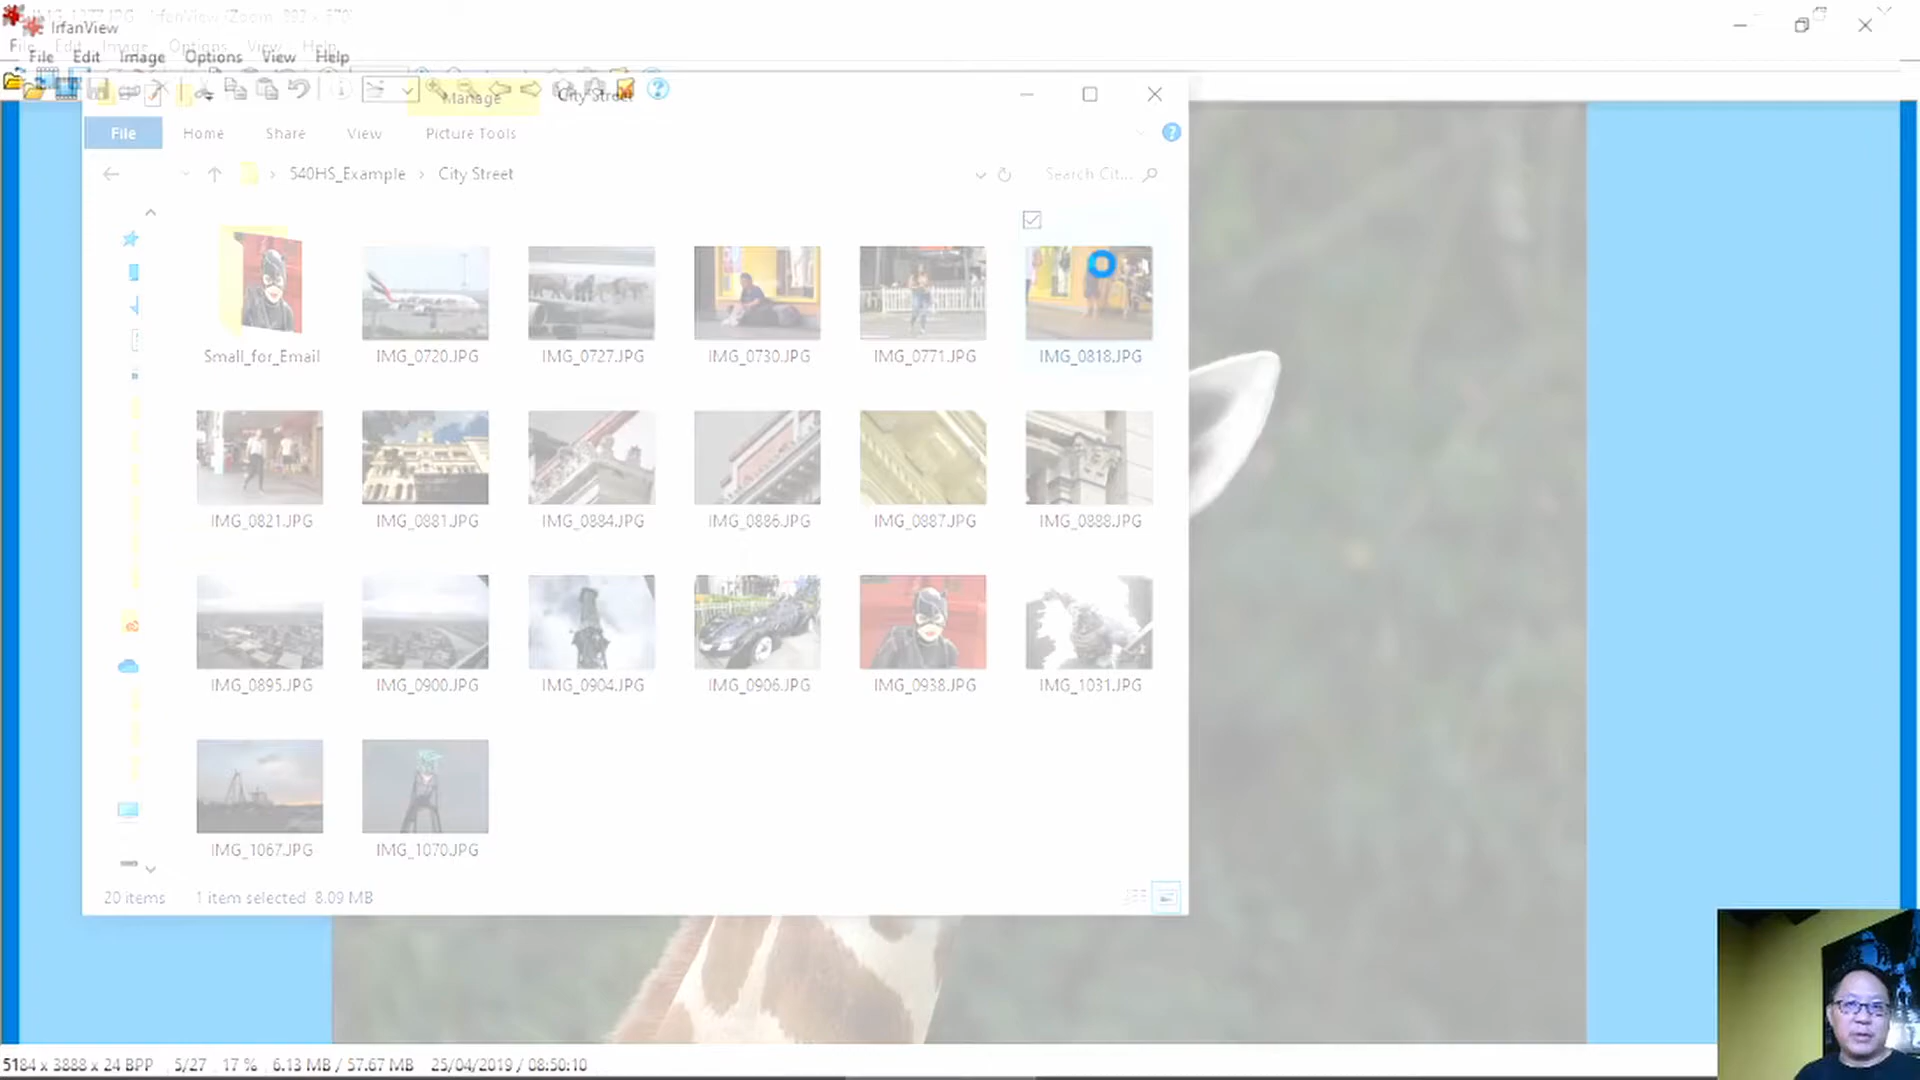 IrfanView
File Edit Image Options View Help
Manage City Street
File Home Share View Picture Tools
540HS_Example › City Street
Search Cit...
Small_for_Email IMG_0720.JPG IMG_0727.JPG IMG_0730.JPG IMG_0771.JPG IMG_0818.JPG
IMG_0821.JPG IMG_0881.JPG IMG_0884.JPG IMG_0886.JPG IMG_0887.JPG IMG_0888.JPG
IMG_0895.JPG IMG_0900.JPG IMG_0904.JPG IMG_0906.JPG IMG_0938.JPG IMG_1031.JPG
IMG_1067.JPG IMG_1070.JPG
20 items 1 item selected 8.09 MB
5184 x 3888 x 24 BPP 5/27 17 % 6.13 MB / 57.67 MB 25/04/2019 / 08:50:10